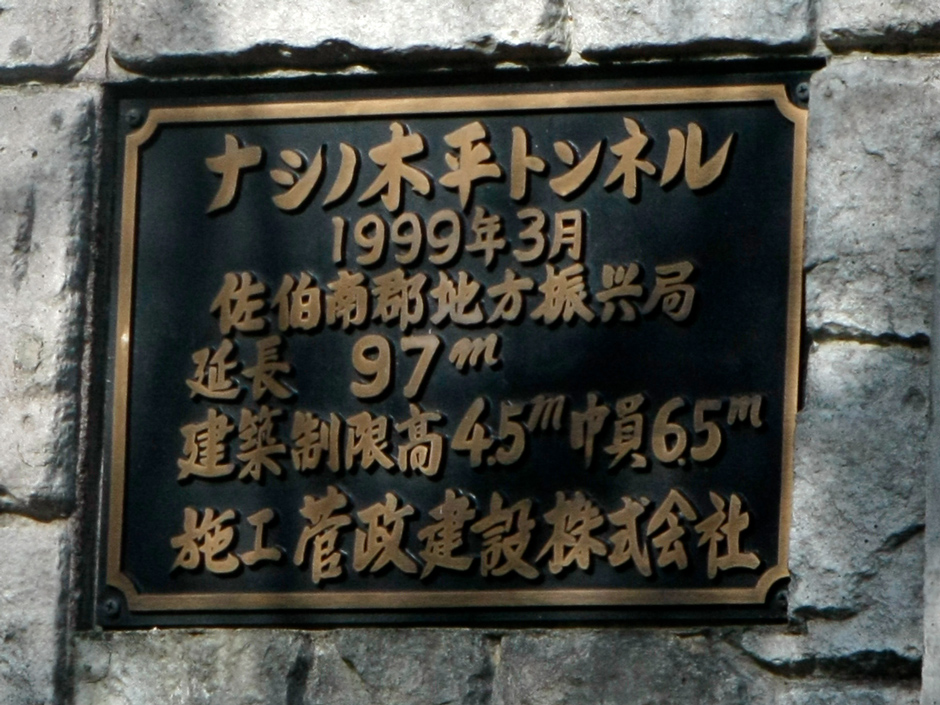 ナシノ木平トンネル
1999年3月
佐伯南郡地方振興局
延長 97m
建築制限高4.5m巾員6.5m
施工菅政建設株式会社